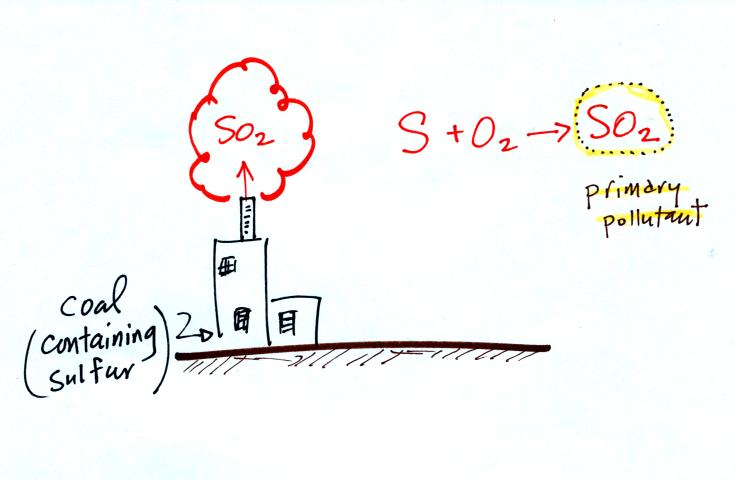 SO₂
S + O₂ → SO₂
primary
pollutant
coal
(containing
sulfur)